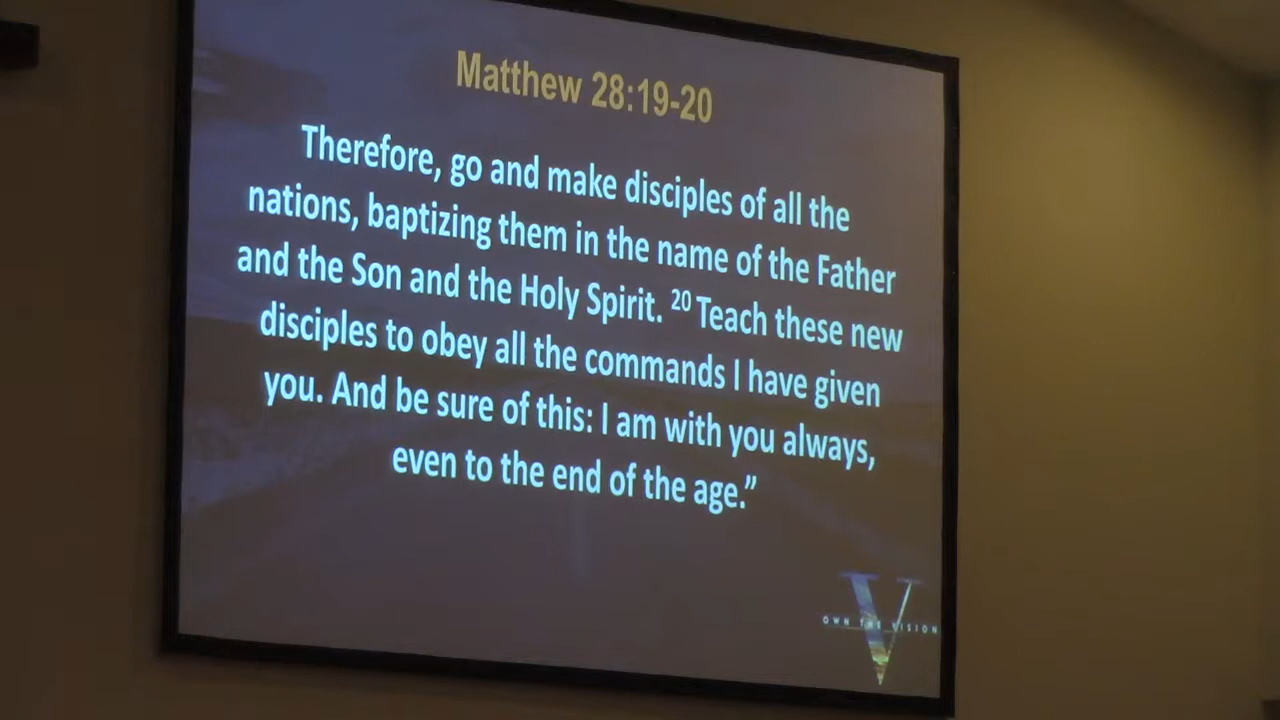 Matthew 28:19-20
Therefore, go and make disciples of all the
nations, baptizing them in the name of the Father
and the Son and the Holy Spirit. 20 Teach these new
disciples to obey all the commands I have given
you. And be sure of this: I am with you always,
even to the end of the age.”
V
OWN THE VISION